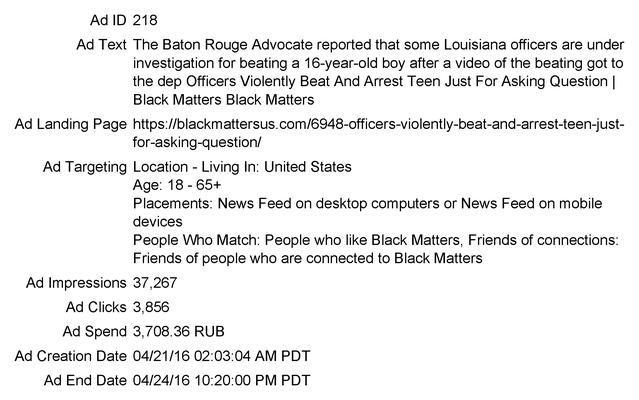 Ad ID 218
Ad Text The Baton Rouge Advocate reported that some Louisiana officers are under
investigation for beating a 16-year-old boy after a video of the beating got to
the dep Officers Violently Beat And Arrest Teen Just For Asking Question |
Black Matters Black Matters
Ad Landing Page https://blackmattersus.com/6948-officers-violently-beat-and-arrest-teen-just-
for-asking-question/
Ad Targeting Location - Living In: United States
Age: 18 - 65+
Placements: News Feed on desktop computers or News Feed on mobile
devices
People Who Match: People who like Black Matters, Friends of connections:
Friends of people who are connected to Black Matters
Ad Impressions 37,267
Ad Clicks 3,856
Ad Spend 3,708.36 RUB
Ad Creation Date 04/21/16 02:03:04 AM PDT
Ad End Date 04/24/16 10:20:00 PM PDT